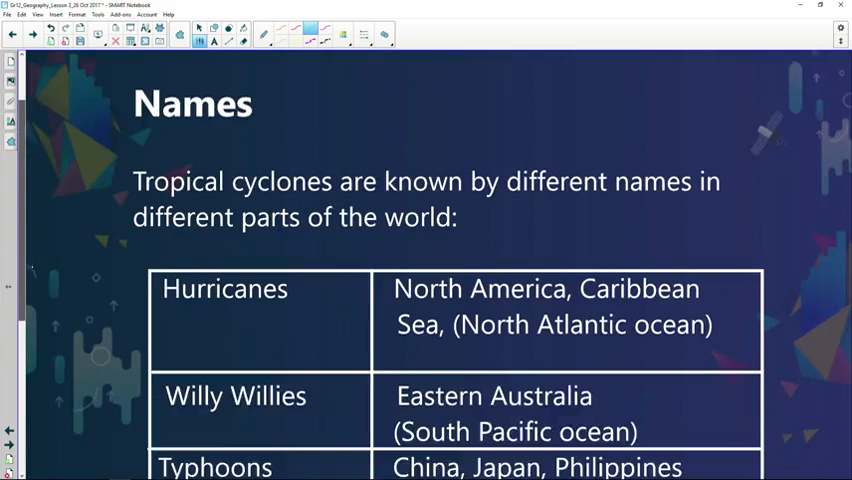 Gr12_Geography_Lesson 3_26 Oct 2017 * - SMART Notebook
File Edit View Insert Format Tools Add-ons Account Help
Names
Tropical cyclones are known by different names in
different parts of the world:
Hurricanes
North America, Caribbean
Sea, (North Atlantic ocean)
Willy Willies
Eastern Australia
(South Pacific ocean)
Typhoons
China, Japan, Philippines